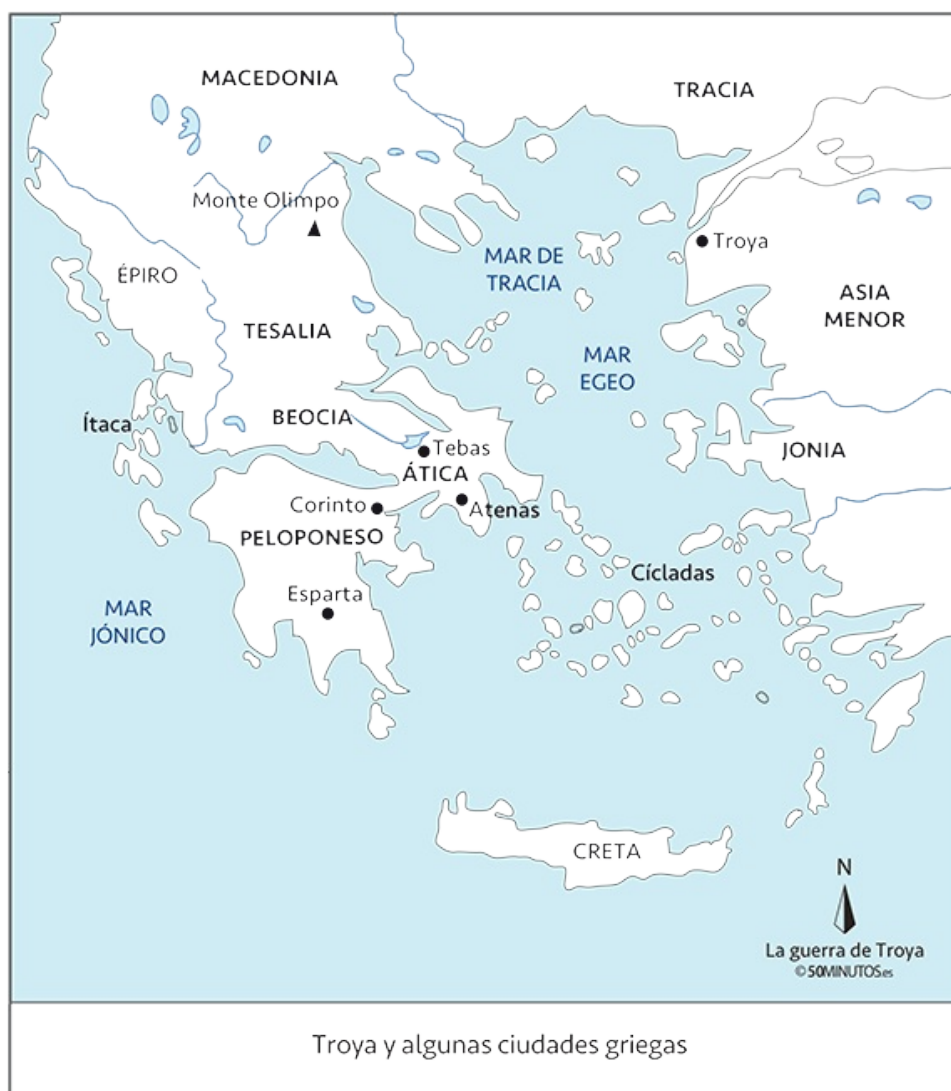 MACEDONIA
TRACIA
Monte Olimpo
Troya
MAR DE
TRACIA
ÉPIRO
ASIA
MENOR
TESALIA
MAR
EGEO
Ítaca
BEOCIA
Tebas
JONIA
ÁTICA
Corinto
Atenas
PELOPONESO
Cícladas
Esparta
MAR
JÓNICO
CRETA
N
La guerra de Troya
©50MINUTOS.es
Troya y algunas ciudades griegas